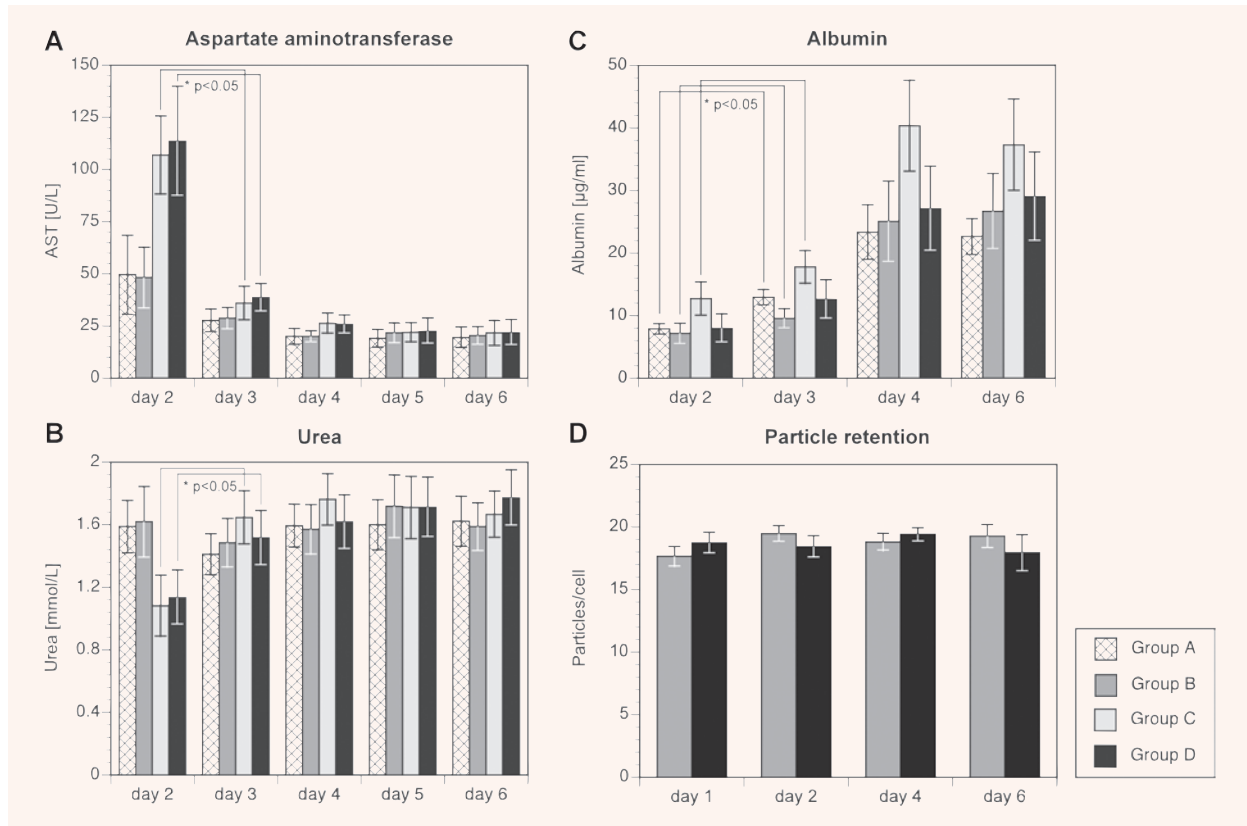 A Aspartate aminotransferase
150
125
100
75
50
25
0
AST [U/L]
* p<0.05
day 2 day 3 day 4 day 5 day 6
C Albumin
50
40
30
20
10
0
Albumin [µg/ml]
* p<0.05
day 2 day 3 day 4 day 6
B Urea
2
1.6
1.2
0.8
0.4
0
Urea [mmol/L]
* p<0.05
day 2 day 3 day 4 day 5 day 6
D Particle retention
25
20
15
10
5
0
Particles/cell
day 1 day 2 day 4 day 6
Group A
Group B
Group C
Group D